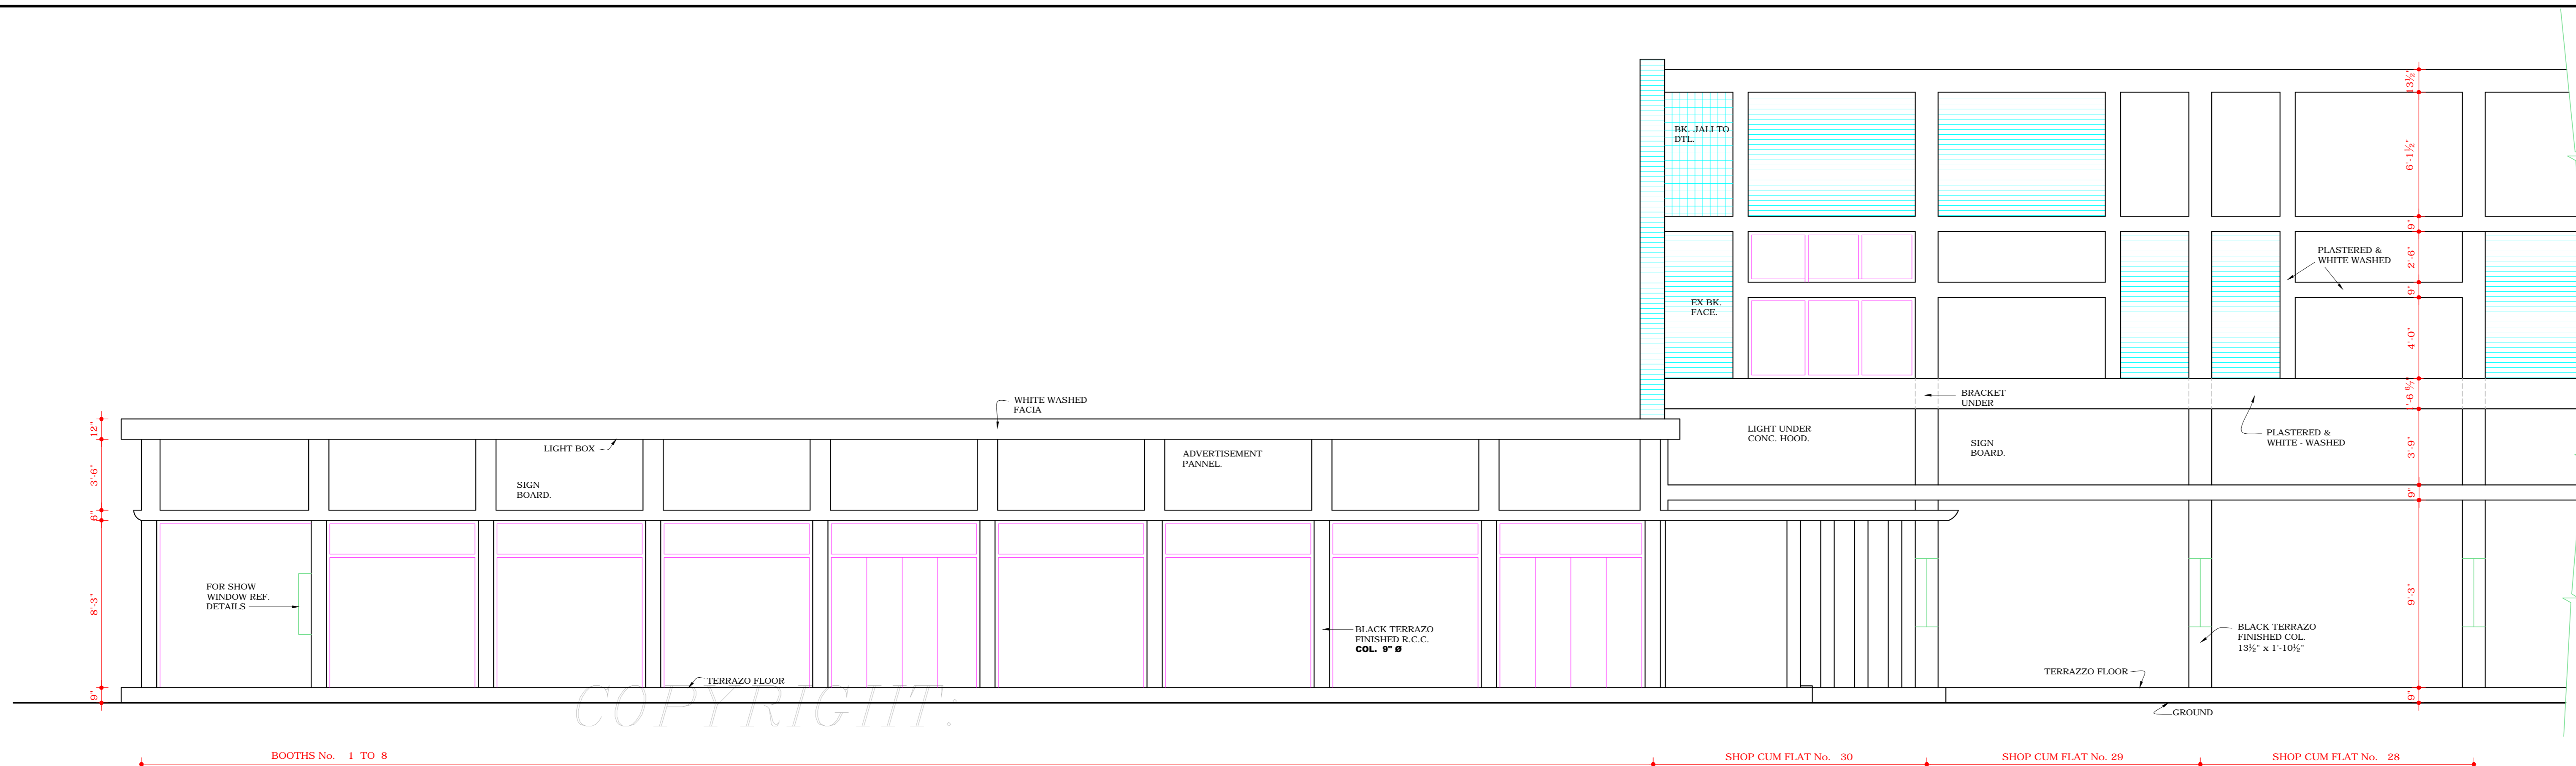 13½"
BK. JALI TO
DTL.
6'-1½"
9"
PLASTERED &
WHITE WASHED
2'-6"
9"
EX BK.
FACE.
4'-0"
BRACKET
UNDER
WHITE WASHED
FACIA
12"
LIGHT BOX
LIGHT UNDER
CONC. HOOD.
SIGN
BOARD.
PLASTERED &
WHITE - WASHED
3'-9"
ADVERTISEMENT
PANNEL.
3'-6"
SIGN
BOARD.
9"
6"
FOR SHOW
WINDOW REF.
DETAILS
8'-3"
9'-3"
BLACK TERRAZO
FINISHED R.C.C.
COL. 9" Ø
BLACK TERRAZO
FINISHED COL.
13½" x 1'-10½"
TERRAZO FLOOR
TERRAZZO FLOOR
9"
9"
COPYRIGHT:
GROUND
BOOTHS No. 1 TO 8
SHOP CUM FLAT No. 30
SHOP CUM FLAT No. 29
SHOP CUM FLAT No. 28